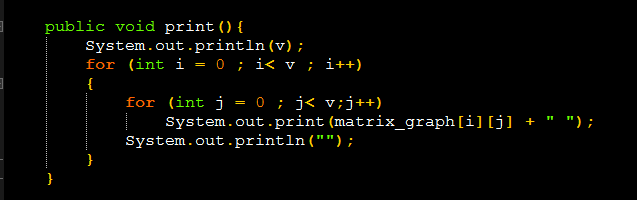 public void print(){
System.out.println(v);
for (int i = 0 ; i< v ; i++)
{
for (int j = 0 ; j< v;j++)
System.out.print(matrix_graph[i][j] + " ");
System.out.println("");
}
}